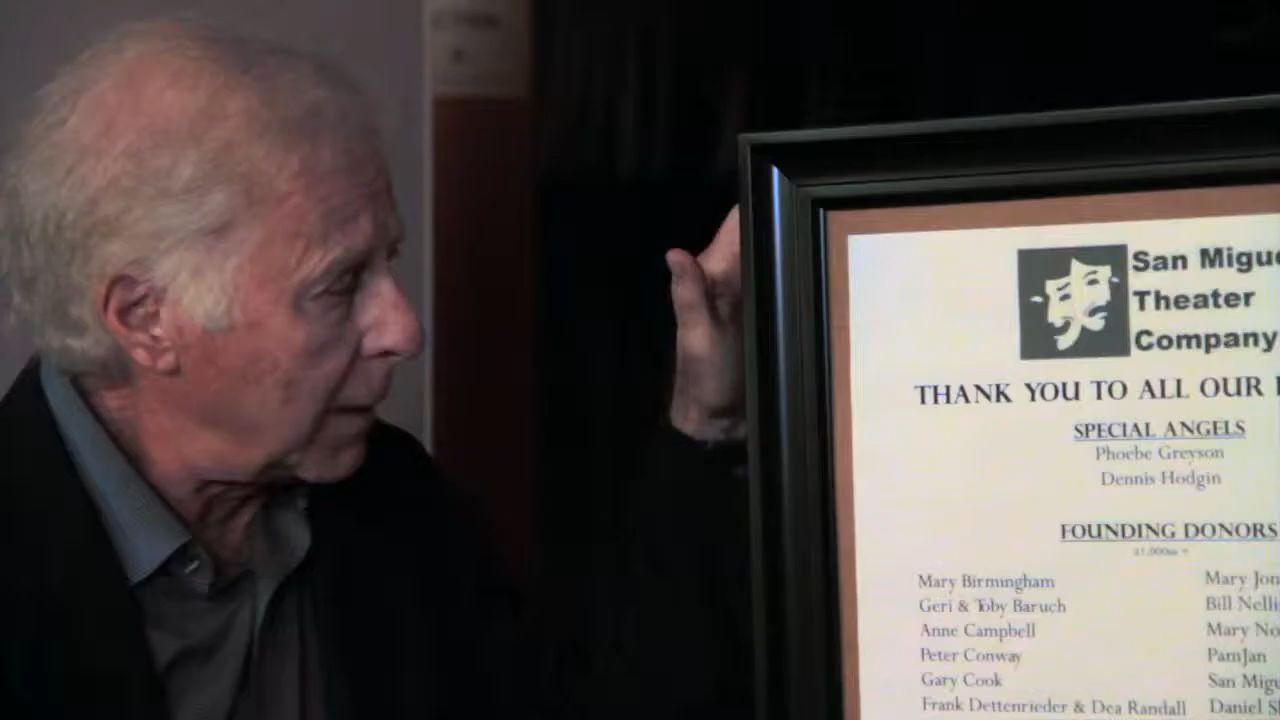 San Migue
Theater
Company
THANK YOU TO ALL OUR
SPECIAL ANGELS
Phoebe Greyson
Dennis Hodgin
FOUNDING DONORS
Mary Birmingham
Geri & Toby Baruch
Anne Campbell
Peter Conway
Gary Cook
Frank Dettenrieder & Dea Randall
Mary Jon
Bill Nelli
Mary No
PamJan
San Migu
Daniel S